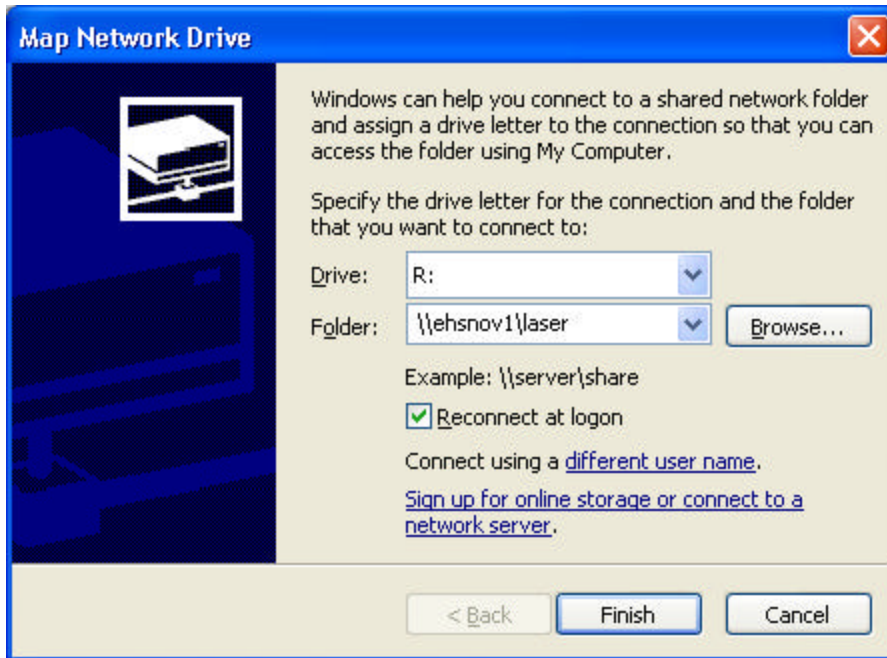 Map Network Drive
Windows can help you connect to a shared network folder
and assign a drive letter to the connection so that you can
access the folder using My Computer.
Specify the drive letter for the connection and the folder
that you want to connect to:
Drive: R:
Folder: \\ehsnov1\laser Browse...
Example: \\server\share
Reconnect at logon
Connect using a different user name.
Sign up for online storage or connect to a
network server.
< Back Finish Cancel